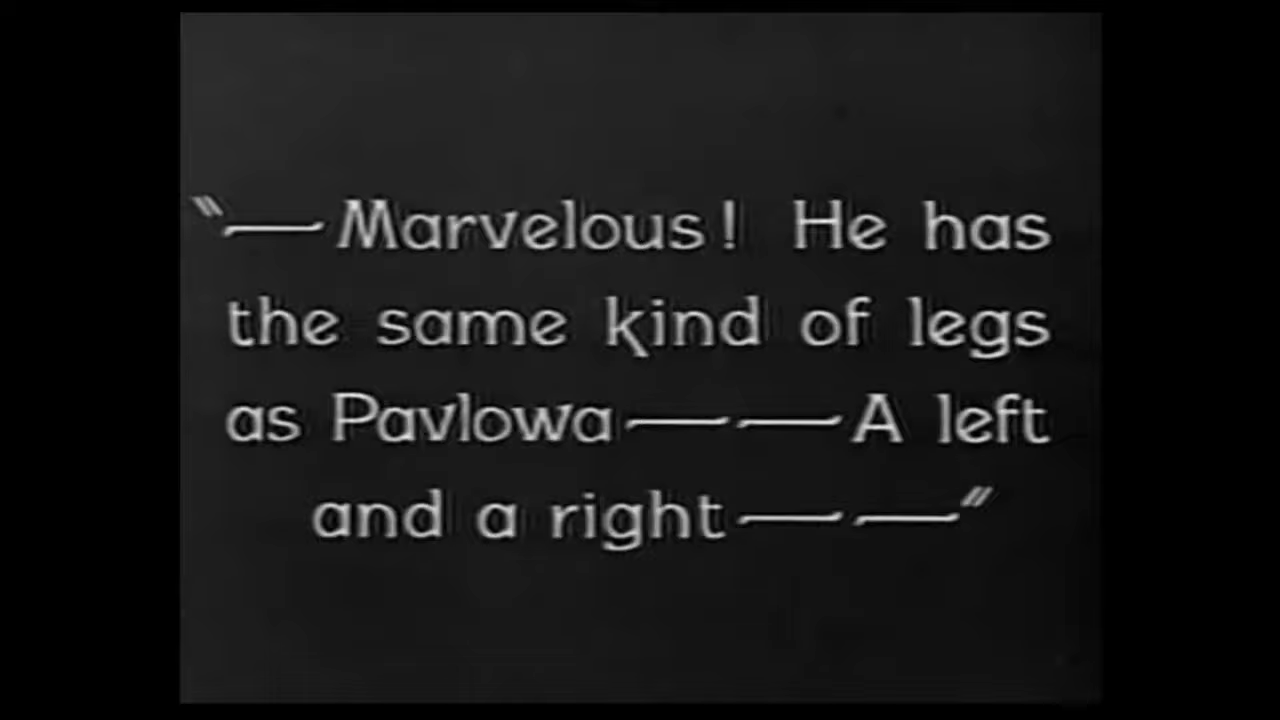 "—Marvelous! He has
the same kind of legs
as Pavlowa——A left
and a right——"